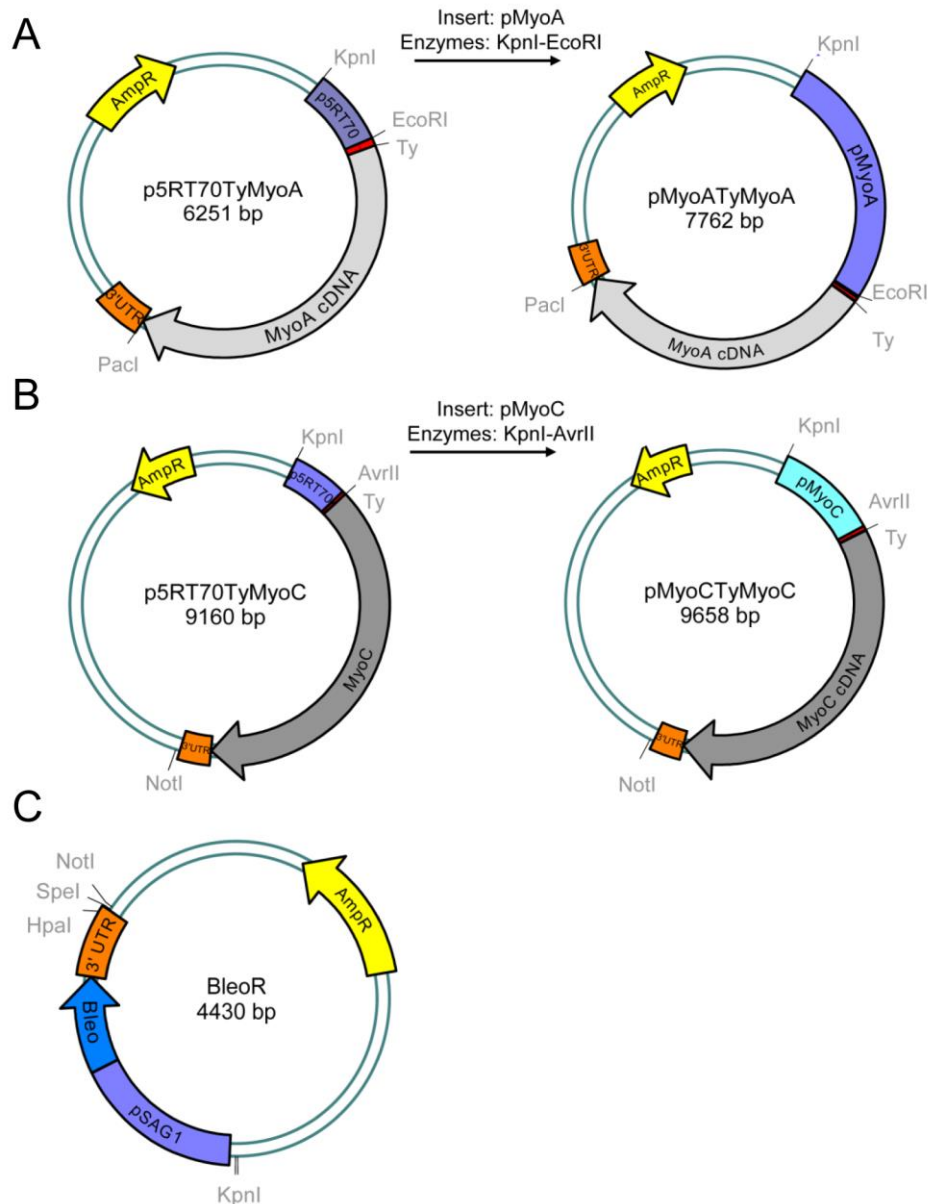 A
Insert: pMyoA
Enzymes: KpnI-EcoRI
KpnI
AmpR
p5RT70
EcoRI
Ty
p5RT70TyMyoA
6251 bp
MyoA cDNA
3'UTR
PacI
KpnI
AmpR
pMyoA
pMyoATyMyoA
7762 bp
EcoRI
Ty
MyoA cDNA
3'UTR
PacI
B
Insert: pMyoC
Enzymes: KpnI-AvrII
KpnI
AmpR
p5RT70
AvrII
Ty
p5RT70TyMyoC
9160 bp
MyoC
3'UTR
NotI
KpnI
AmpR
pMyoC
AvrII
Ty
pMyoCTyMyoC
9658 bp
MyoC cDNA
3'UTR
NotI
C
NotI
SpeI
HpaI
3' UTR
AmpR
BleoR
4430 bp
Bleo
pSAG1
KpnI